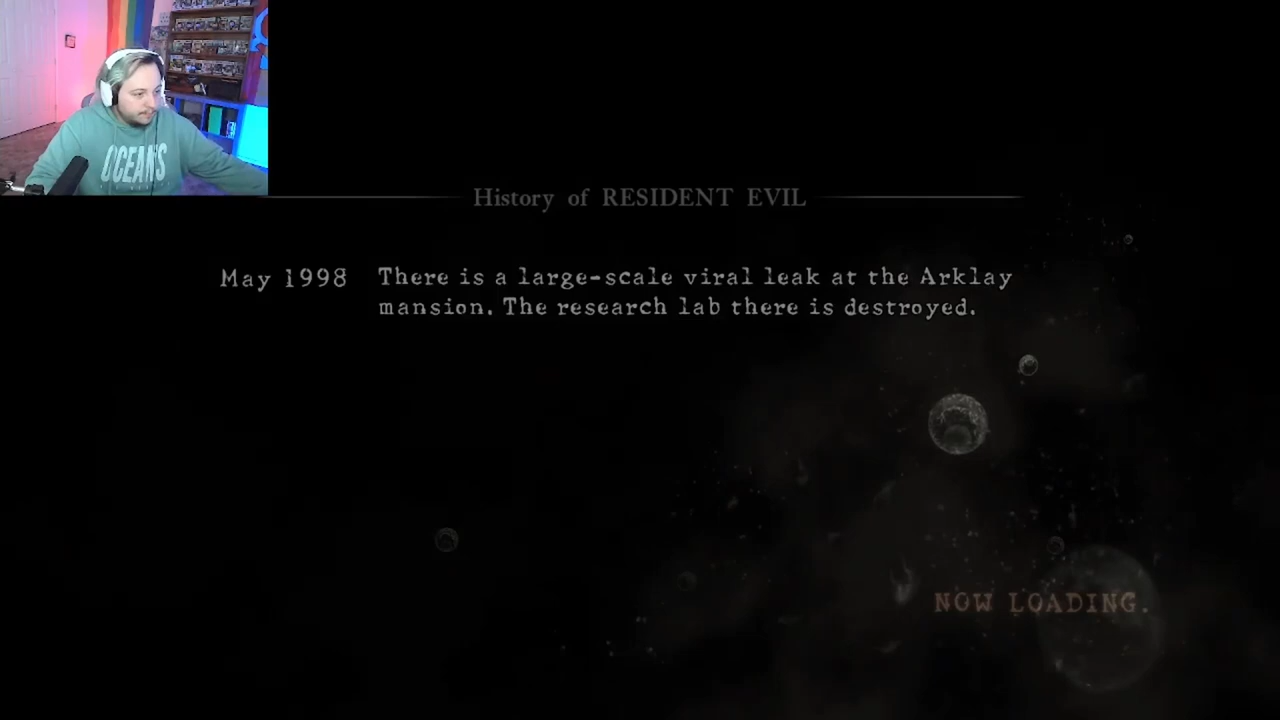 OCEANS
History of RESIDENT EVIL
May 1998 There is a large-scale viral leak at the Arklay
mansion. The research lab there is destroyed.
NOW LOADING.